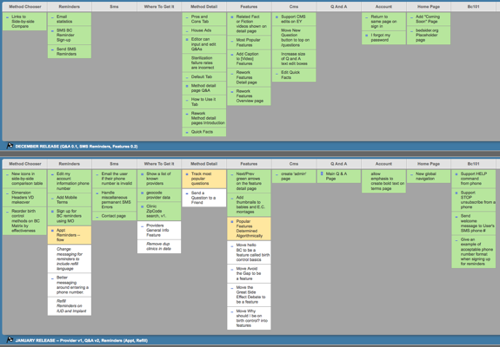 Method Chooser Reminders Sms Where To Get It Method Detail Features Cms Q And A Account Home Page Bc101
Links to
Side-by-side
Compare
Email
statistics
SMS BC
Reminder
Sign-up
Send SMS
Reminders
Pros and
Cons Tab
House Ads
Editor can
input and edit
Q&As
Sterilisation
failure rates
are incorrect
Default Tab
Method detail
page Q&A
How to Use it
Tab
Rework
Method detail
pages introduction
Quick Facts
Related Fact
or Fiction
videos shown on
detail page
Most Popular
Features
Add Caption
to (Video)
Features
Rework
Features Detail
page
Rework
Features Overview
page
Support CMS
edits on EY
Move New
Question
button to top
on /questions
Increase size
of Q and A
text edit boxes
Edit Quick
Facts
Return to
same page on
sign in
I forgot my
password
Add "Coming
Soon" Page
bedsider.org
Placeholder
page
DECEMBER RELEASE (Q&A 0.1, SMS Reminders, Features 0.2)
Method Chooser Reminders Sms Where To Get It Method Detail Features Cms Q And A Account Home Page Bc101
New icons in
side-by-side
comparison table
Dimension
Headers VD
makeover
Reorder birth
control methods
on BC
Matrix by
effectiveness
Edit my
account information
phone number
Add Mobile
Terms
Sign up for
BC reminders
using MO
Appt
Reminders --
New
Change
messaging for
reminders to
include refill
language
Better
messaging
around entering a
phone number
Refill
Reminders on
IUD and Implant
Email the user
if their phone
number is invalid
Handle
miscellaneous
permanent SMS
Errors
Contact page
Show a list of
known
providers
geocode
provider data
Clinic
ZipCode
search, v1.
Providers
General Info
Feature
Remove dup
clinics in data
Track most
popular
questions
Send a
Question to a
Friend
Next/Prev
green arrows
on the feature
detail page
Add
thumbnails to
babies and E.C.
montages
Popular
Features
Determined
Algorithmically
Move hello
BC to be a
feature called birth
control basics
Move Avoid
the Gap to be a
feature
Move the
Great Side
Effect Debate to be
a feature
Move Why
should I be on
birth control? into
features
create 'admin'
page
Main Q & A
Page
allow
emphasis to
create bold text on
terms page
New global
navigation
Support HELP
command
from phone
Support
STOP
unsubscribe from a
phone
Send
welcome
message to User's
SMS phone #
Give an
example of
acceptable phone
number format
when signing up
for reminders
JANUARY RELEASE -- Provider v1, Q&A v2, Reminders (Appt, Refill)